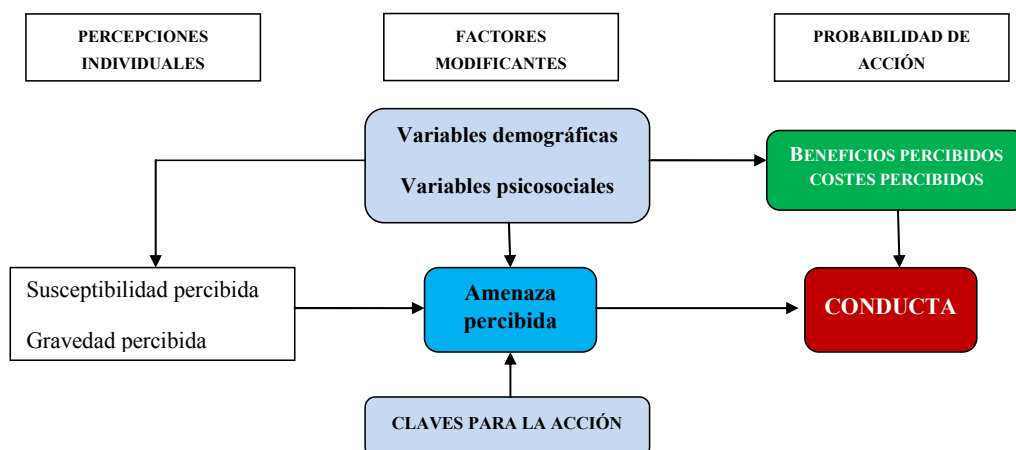 PERCEPCIONES
INDIVIDUALES
FACTORES
MODIFICANTES
PROBABILIDAD DE
ACCIÓN
Variables demográficas
Variables psicosociales
BENEFICIOS PERCIBIDOS
COSTES PERCIBIDOS
Susceptibilidad percibida
Gravedad percibida
Amenaza
percibida
CONDUCTA
CLAVES PARA LA ACCIÓN